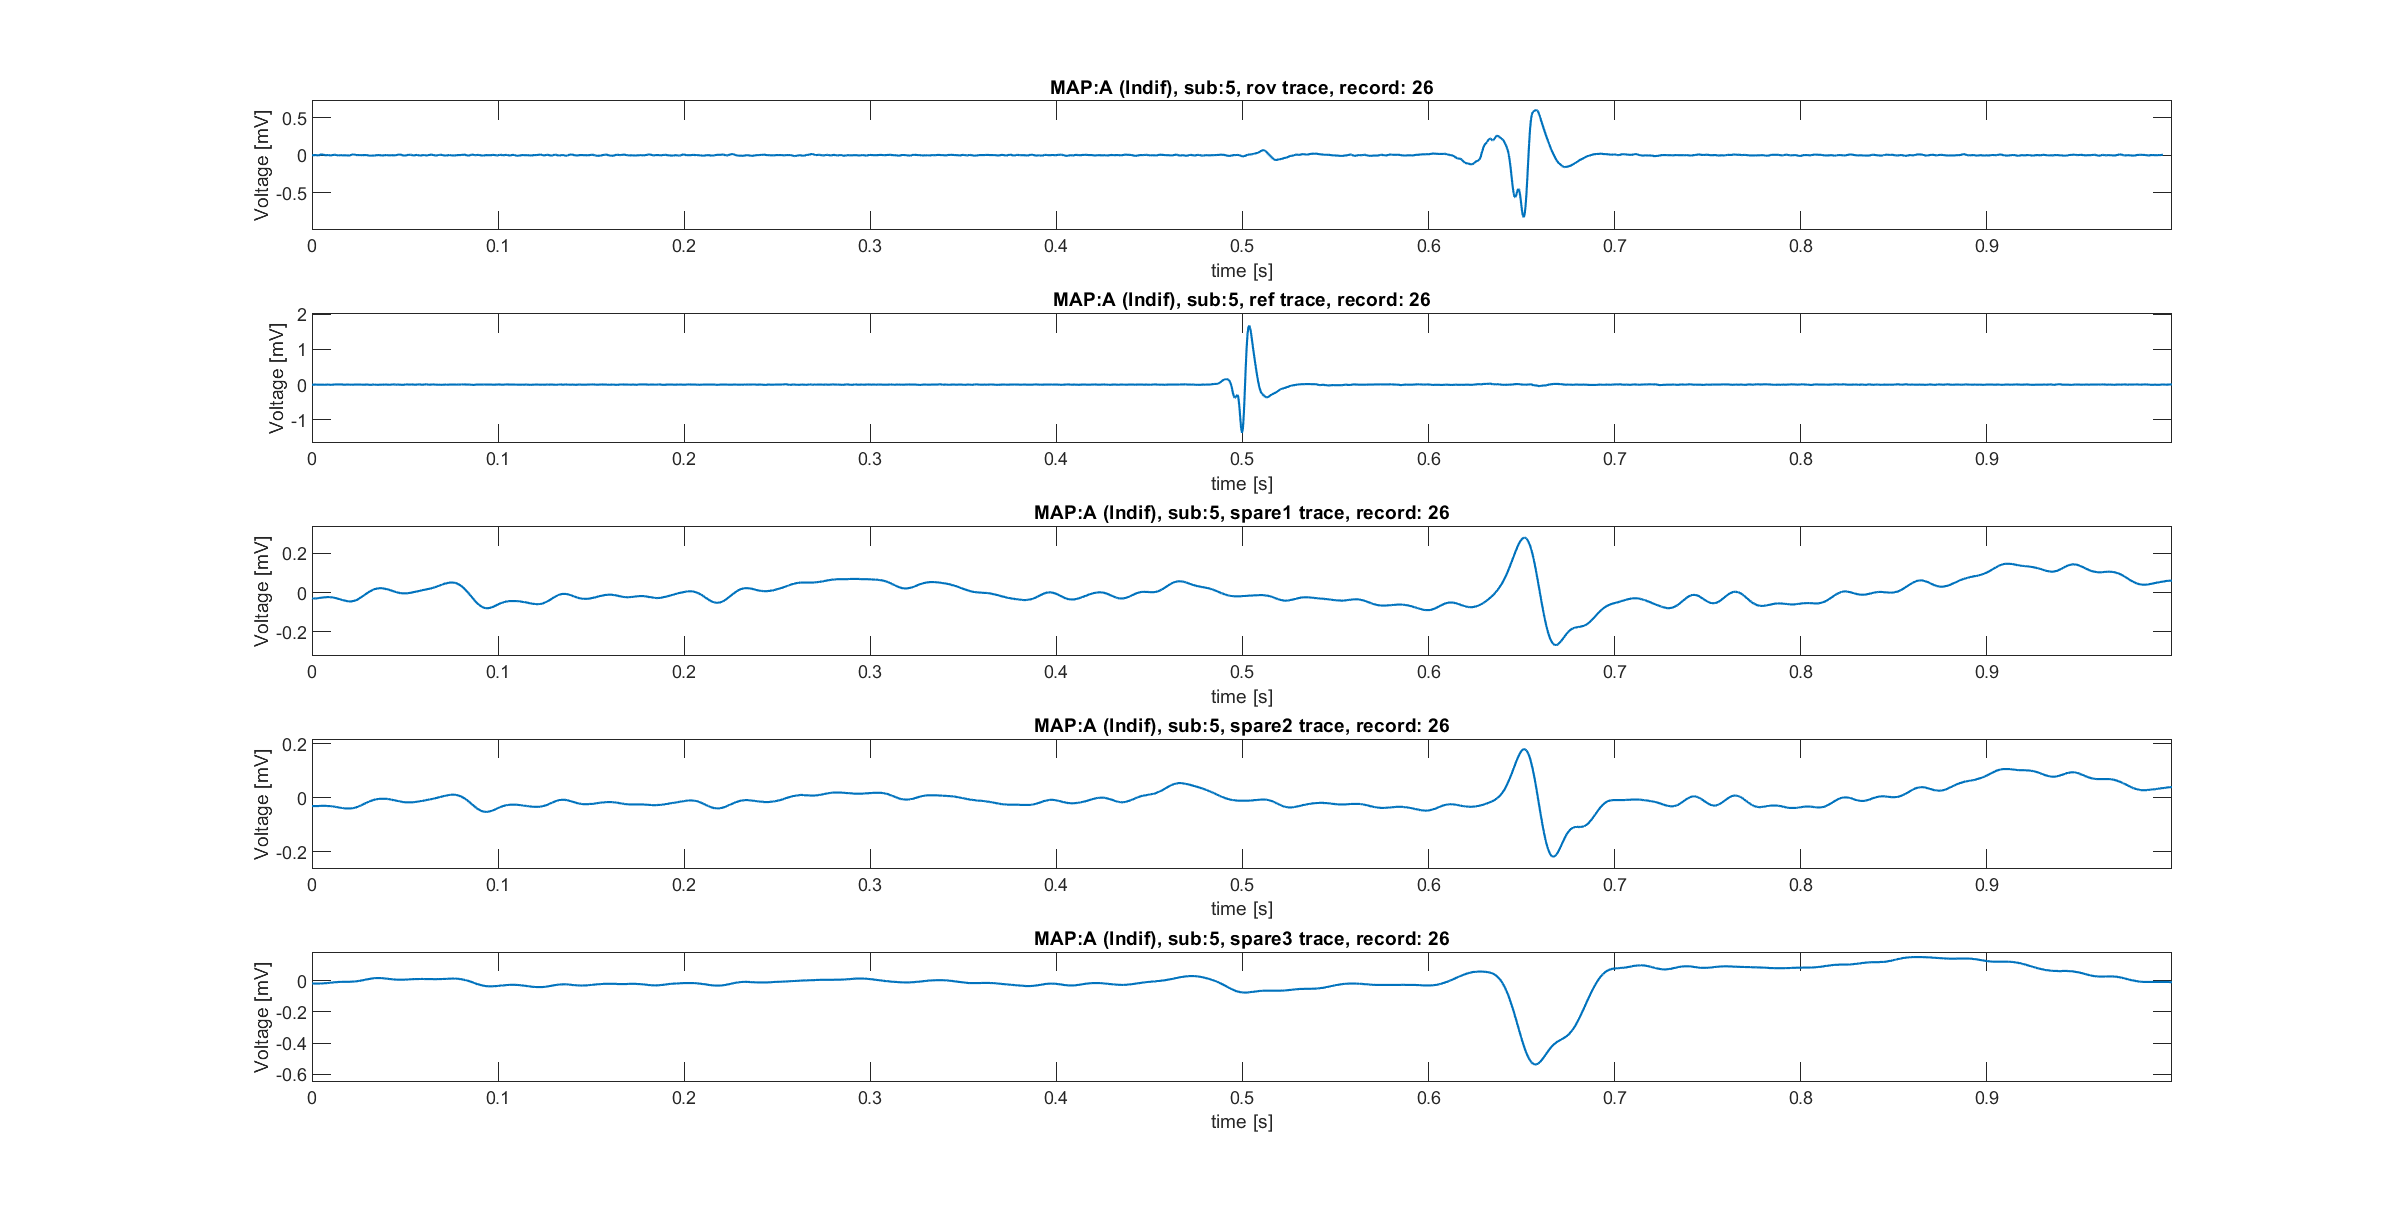 MAP:A (Indif), sub:5, rov trace, record: 26
Voltage [mV]
0.5
0
-0.5
0 0.1 0.2 0.3 0.4 0.5 0.6 0.7 0.8 0.9
time [s]
MAP:A (Indif), sub:5, ref trace, record: 26
Voltage [mV]
2
1
0
-1
0 0.1 0.2 0.3 0.4 0.5 0.6 0.7 0.8 0.9
time [s]
MAP:A (Indif), sub:5, spare1 trace, record: 26
Voltage [mV]
0.2
0
-0.2
0 0.1 0.2 0.3 0.4 0.5 0.6 0.7 0.8 0.9
time [s]
MAP:A (Indif), sub:5, spare2 trace, record: 26
Voltage [mV]
0.2
0
-0.2
0 0.1 0.2 0.3 0.4 0.5 0.6 0.7 0.8 0.9
time [s]
MAP:A (Indif), sub:5, spare3 trace, record: 26
Voltage [mV]
0
-0.2
-0.4
-0.6
0 0.1 0.2 0.3 0.4 0.5 0.6 0.7 0.8 0.9
time [s]